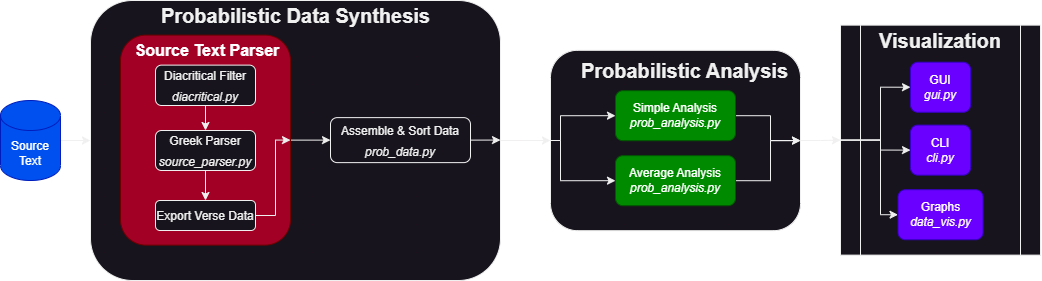 Source
Text
Probabilistic Data Synthesis
Source Text Parser
Diacritical Filter
diacritical.py
Greek Parser
source_parser.py
Export Verse Data
Assemble & Sort Data
prob_data.py
Probabilistic Analysis
Simple Analysis
prob_analysis.py
Average Analysis
prob_analysis.py
Visualization
GUI
gui.py
CLI
cli.py
Graphs
data_vis.py